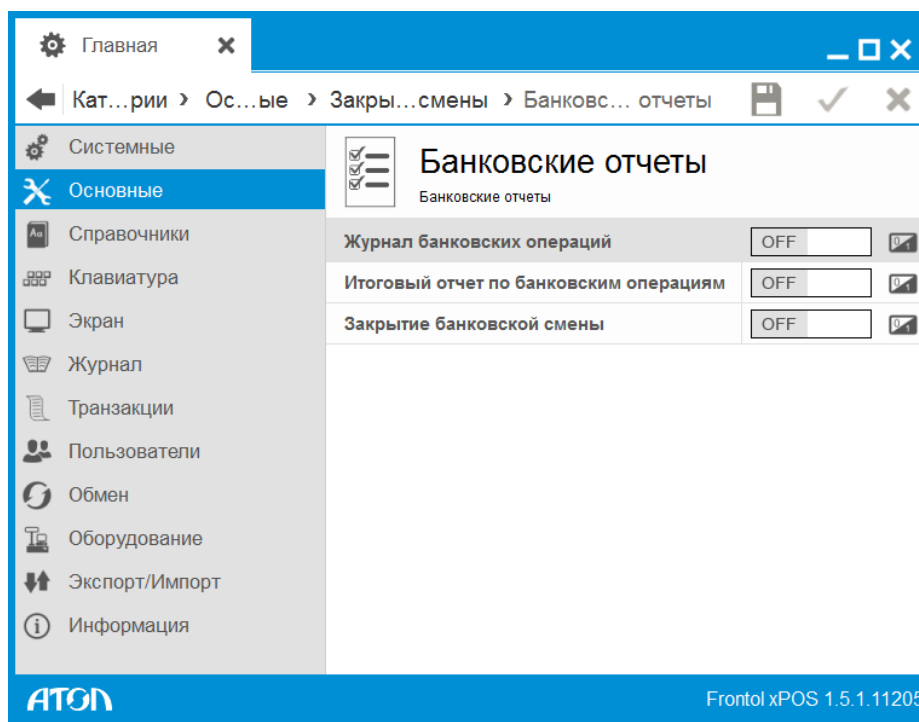 Главная
Кат…рии › Ос…ые › Закры…смены › Банковс… отчеты
Системные
Основные
Справочники
Клавиатура
Экран
Журнал
Транзакции
Пользователи
Обмен
Оборудование
Экспорт/Импорт
Информация
Банковские отчеты
Банковские отчеты
Журнал банковских операций OFF
Итоговый отчет по банковским операциям OFF
Закрытие банковской смены OFF
ATOL
Frontol xPOS 1.5.1.11205